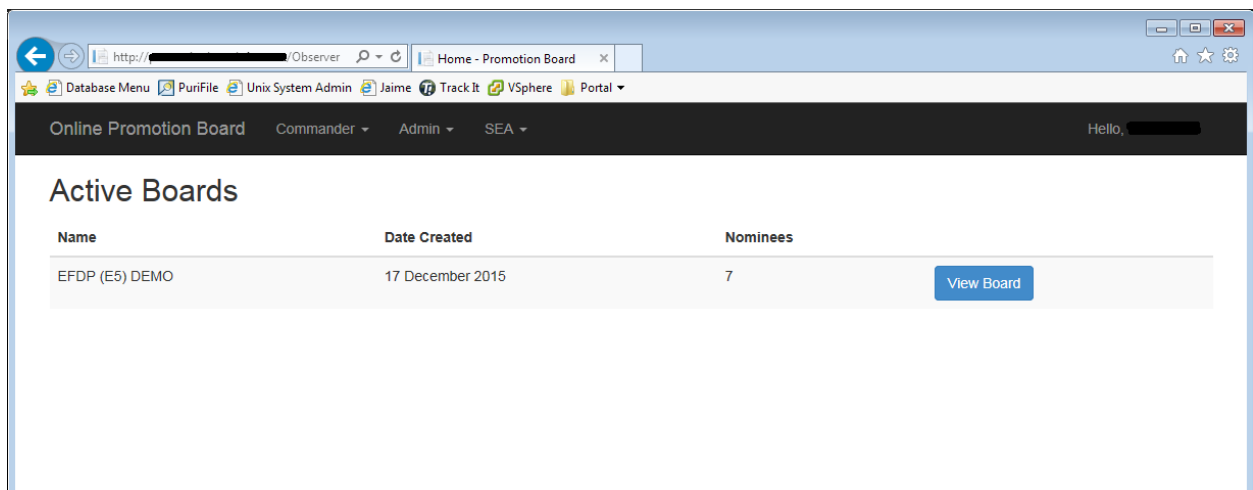 http:// /Observer Home - Promotion Board
Database Menu PuriFile Unix System Admin Jaime Track It VSphere Portal
Online Promotion Board Commander Admin SEA Hello,
Active Boards
Name Date Created Nominees
EFDP (E5) DEMO 17 December 2015 7 View Board